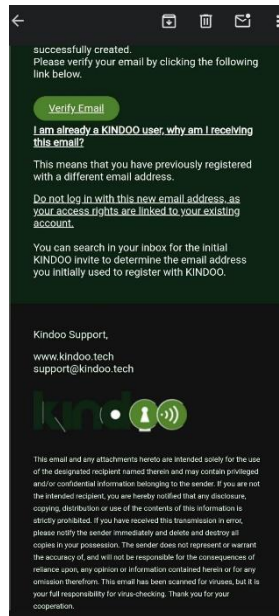 successfully created.
Please verify your email by clicking the following
link below.
Verify Email
I am already a KINDOO user, why am I receiving
this email?
This means that you have previously registered
with a different email address.
Do not log in with this new email address, as
your access rights are linked to your existing
account.
You can search in your inbox for the initial
KINDOO invite to determine the email address
you initially used to register with KINDOO.
Kindoo Support,
www.kindoo.tech
support@kindoo.tech
kindoo
This email and any attachments hereto are intended solely for the use
of the designated recipient named therein and may contain privileged
and/or confidential information belonging to the sender. If you are not
the intended recipient, you are hereby notified that any disclosure,
copying, distribution or use of the contents of this information is
strictly prohibited. If you have received this transmission in error,
please notify the sender immediately and delete and destroy all
copies in your possession. The sender does not represent or warrant
the accuracy of, and will not be responsible for the consequences of
reliance upon, any opinion or information contained herein or for any
omission therefrom. This email has been scanned for viruses, but it is
your full responsibility for virus-checking. Thank you for your
cooperation.